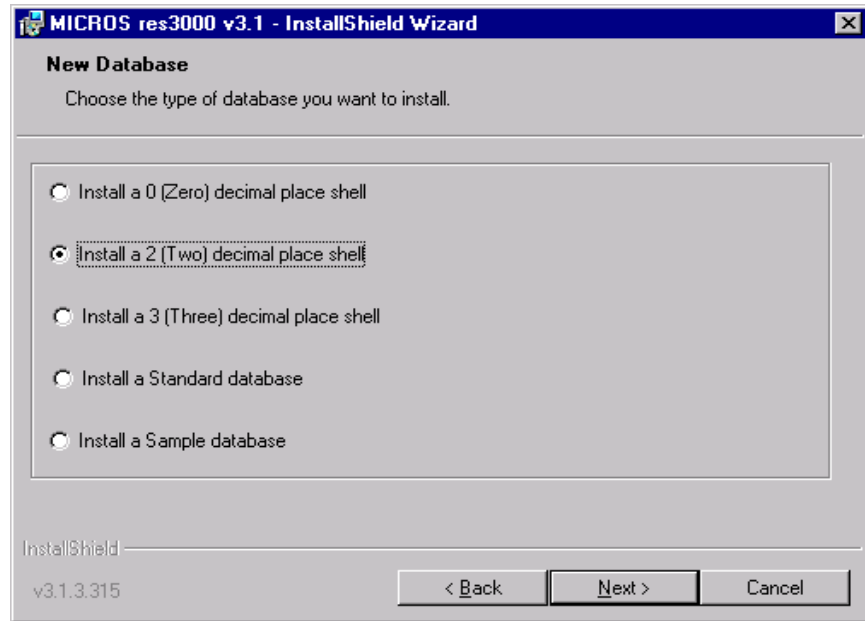 MICROS res3000 v3.1 - InstallShield Wizard
New Database
Choose the type of database you want to install.
Install a 0 (Zero) decimal place shell
Install a 2 (Two) decimal place shell
Install a 3 (Three) decimal place shell
Install a Standard database
Install a Sample database
InstallShield
v3.1.3.315
< Back
Next >
Cancel